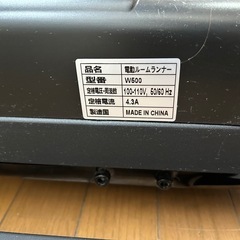 品名 電動ルームランナー
型番 W600
定格電圧・周波数 100-110V, 50/60 Hz
定格電流 4.3A
製造国 MADE IN CHINA